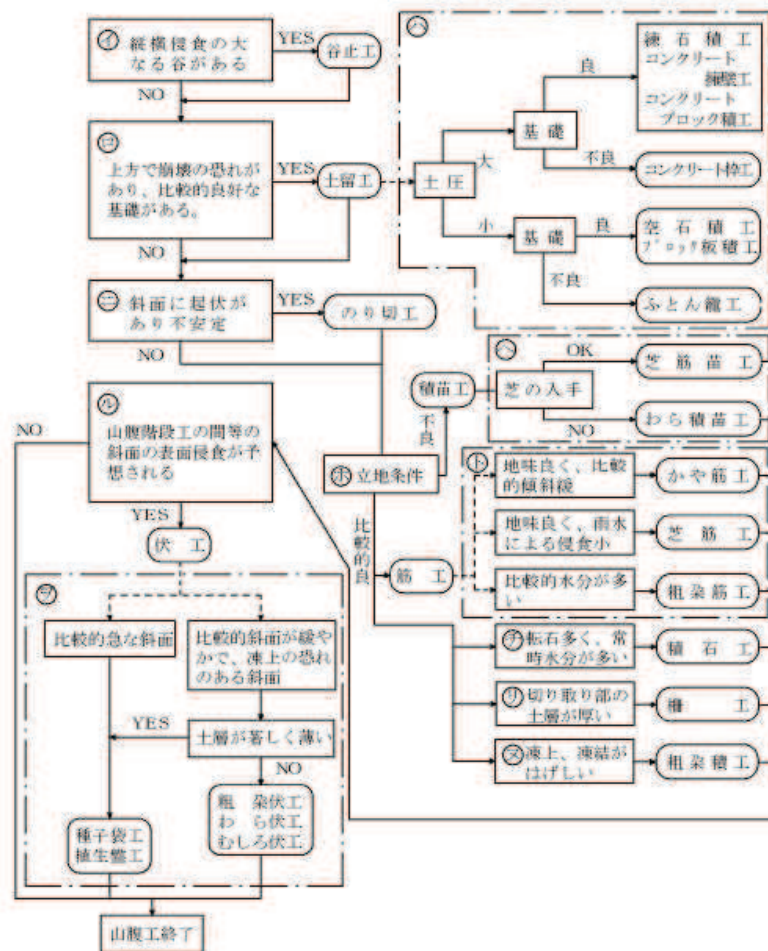 ㋑ 縦横侵食の大
なる谷がある
YES
谷止工
NO
㋺
上方で崩壊の恐れが
あり、比較的良好な
基礎がある。
YES
土留工
NO
㋩
土圧
大
基礎
良
練石積工
コンクリート
擁壁工
コンクリート
ブロック積工
不良
コンクリート枠工
小
基礎
良
空石積工
ブロック板積工
不良
ふとん籠工
㋥ 斜面に起伏が
あり不安定
YES
のり切工
NO
㋭立地条件
不良
積苗工
㋬
芝の入手
OK
芝筋苗工
NO
わら積苗工
比較的良
筋工
㋣
地味良く、比較
的傾斜緩
かや筋工
地味良く、雨水
による侵食小
芝筋工
比較的水分が多
い
粗朶筋工
㋠転石多く、常
時水分が多い
積石工
㋷切り取り部の
土層が厚い
柵工
㋦凍上、凍結が
はげしい
粗朶積工
㋸
山腹階段工の間等の
斜面の表面侵食が予
想される
NO
YES
伏工
㋾
比較的急な斜面
比較的斜面が緩や
かで、凍上の恐れ
のある斜面
土層が著しく薄い
YES
NO
種子袋工
植生盤工
粗朶伏工
わら伏工
むしろ伏工
山腹工終了